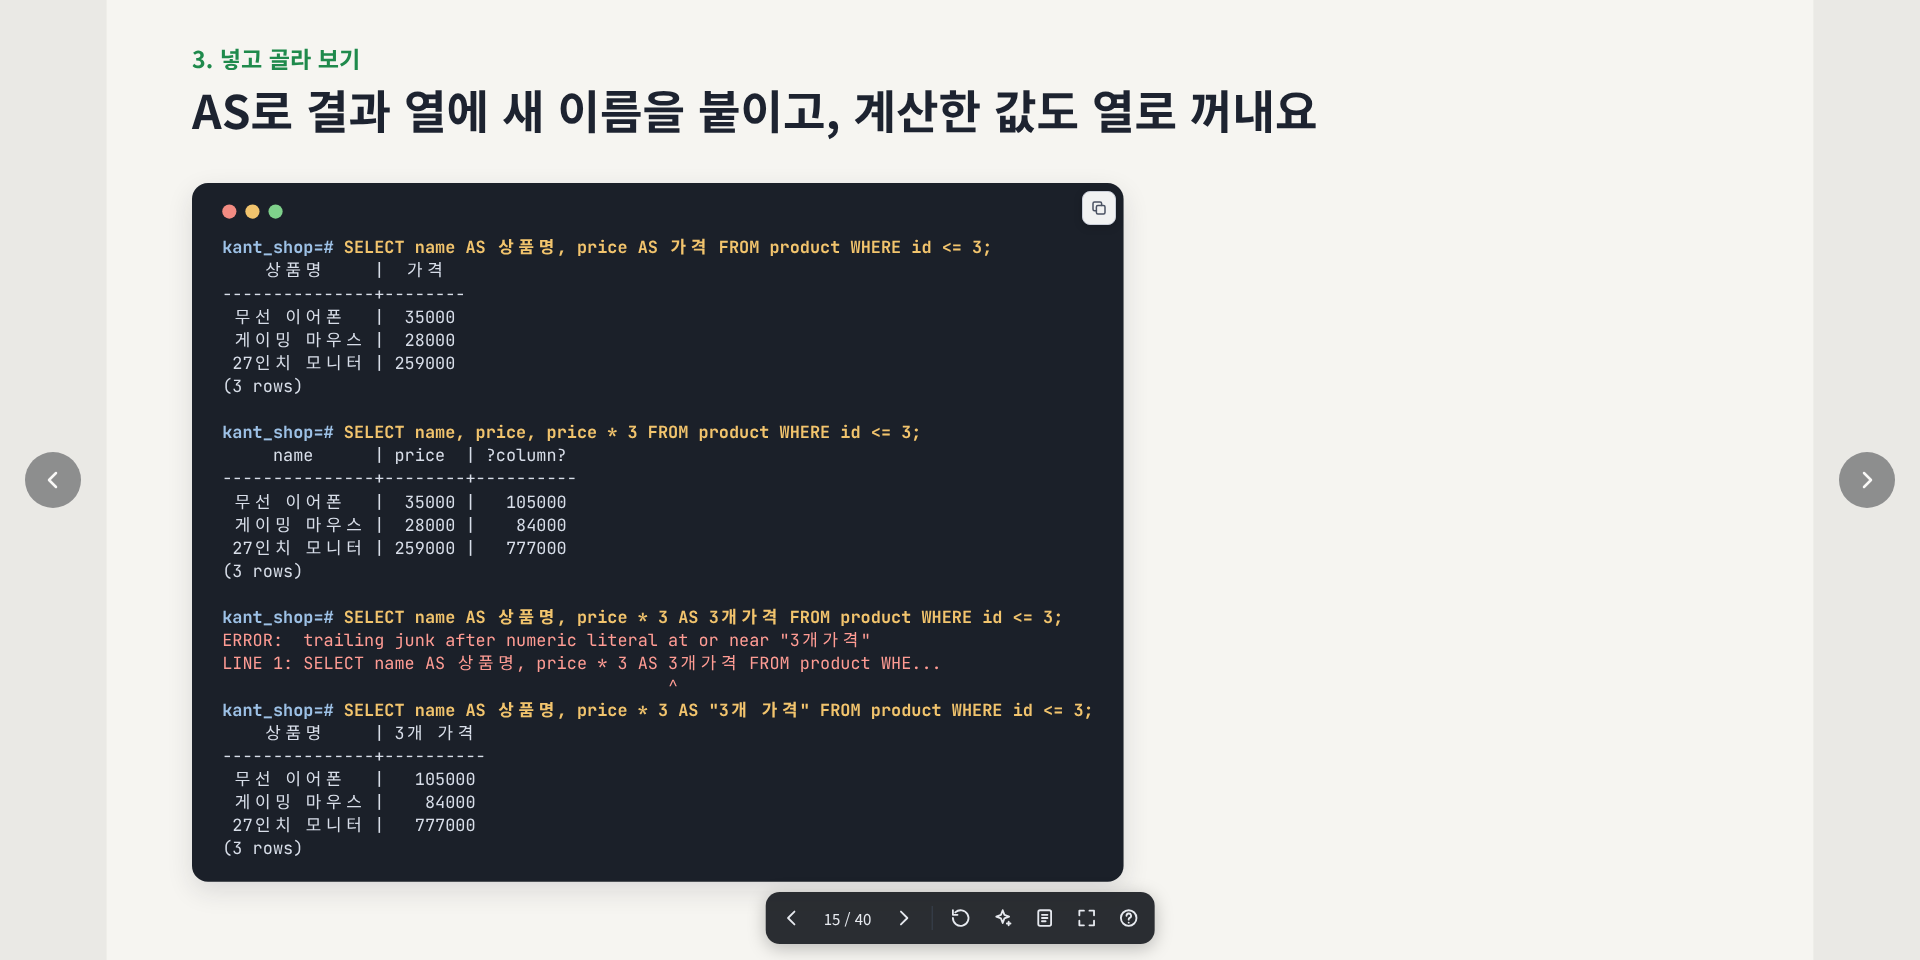 3. 넣고 골라 보기
AS로 결과 열에 새 이름을 붙이고, 계산한 값도 열로 꺼내요
kant_shop=# SELECT name AS 상품명, price AS 가격 FROM product WHERE id <= 3;
    상품명     |  가격
---------------+--------
 무선 이어폰   |  35000
 게이밍 마우스 |  28000
 27인치 모니터 | 259000
(3 rows)
kant_shop=# SELECT name, price, price * 3 FROM product WHERE id <= 3;
     name      | price  | ?column?
---------------+--------+----------
 무선 이어폰   |  35000 |   105000
 게이밍 마우스 |  28000 |    84000
 27인치 모니터 | 259000 |   777000
(3 rows)
kant_shop=# SELECT name AS 상품명, price * 3 AS 3개가격 FROM product WHERE id <= 3;
ERROR:  trailing junk after numeric literal at or near "3개가격"
LINE 1: SELECT name AS 상품명, price * 3 AS 3개가격 FROM product WHE...
                                            ^
kant_shop=# SELECT name AS 상품명, price * 3 AS "3개 가격" FROM product WHERE id <= 3;
    상품명     | 3개 가격
---------------+----------
 무선 이어폰   |   105000
 게이밍 마우스 |    84000
 27인치 모니터 |   777000
(3 rows)
15 / 40